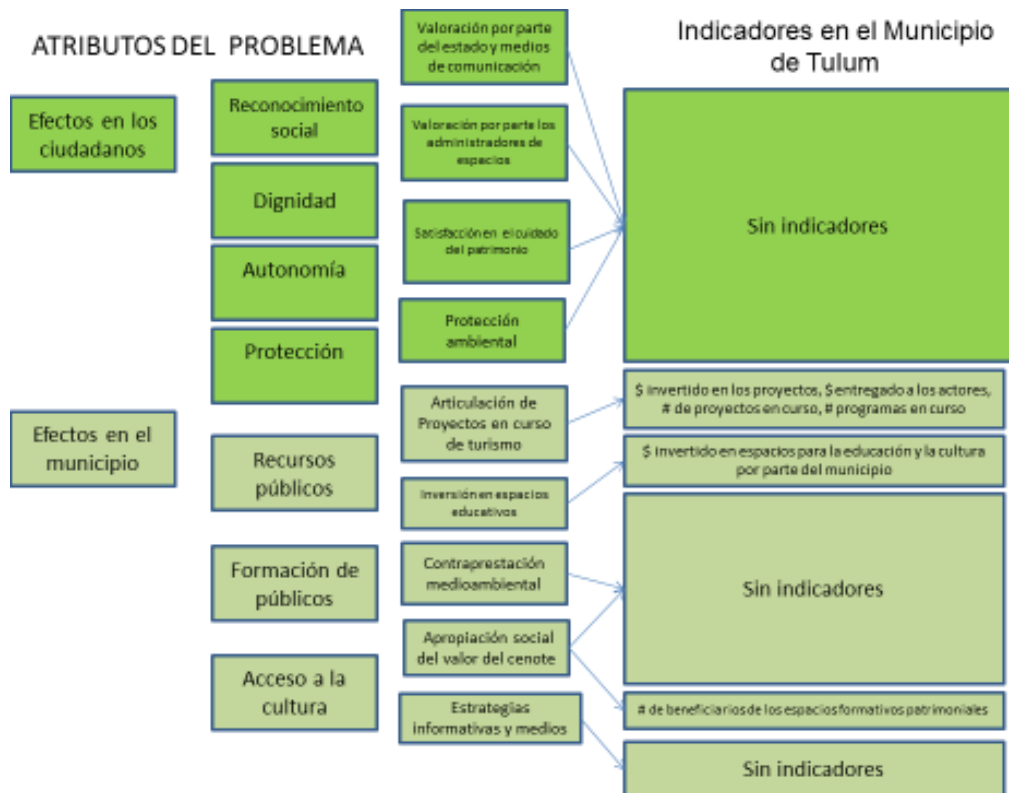 ATRIBUTOS DEL PROBLEMA
Indicadores en el Municipio
de Tulum
Efectos en los
ciudadanos
Reconocimiento
social
Dignidad
Autonomía
Protección
Valoración por parte
del estado y medios
de comunicación
Valoración por parte los
administradores de
espacios
Satisfacción en el cuidado
del patrimonio
Protección
ambiental
Sin indicadores
Efectos en el
municipio
Recursos
públicos
Formación de
públicos
Acceso a la
cultura
Articulación de
Proyectos en curso
de turismo
Inversión en espacios
educativos
Contraprestación
medioambiental
Apropiación social
del valor del cenote
Estrategias
informativas y medios
$ invertido en los proyectos, $ entregado a los actores,
# de proyectos en curso, # programas en curso
$ invertido en espacios para la educación y la cultura
por parte del municipio
Sin indicadores
# de beneficiarios de los espacios formativos patrimoniales
Sin indicadores